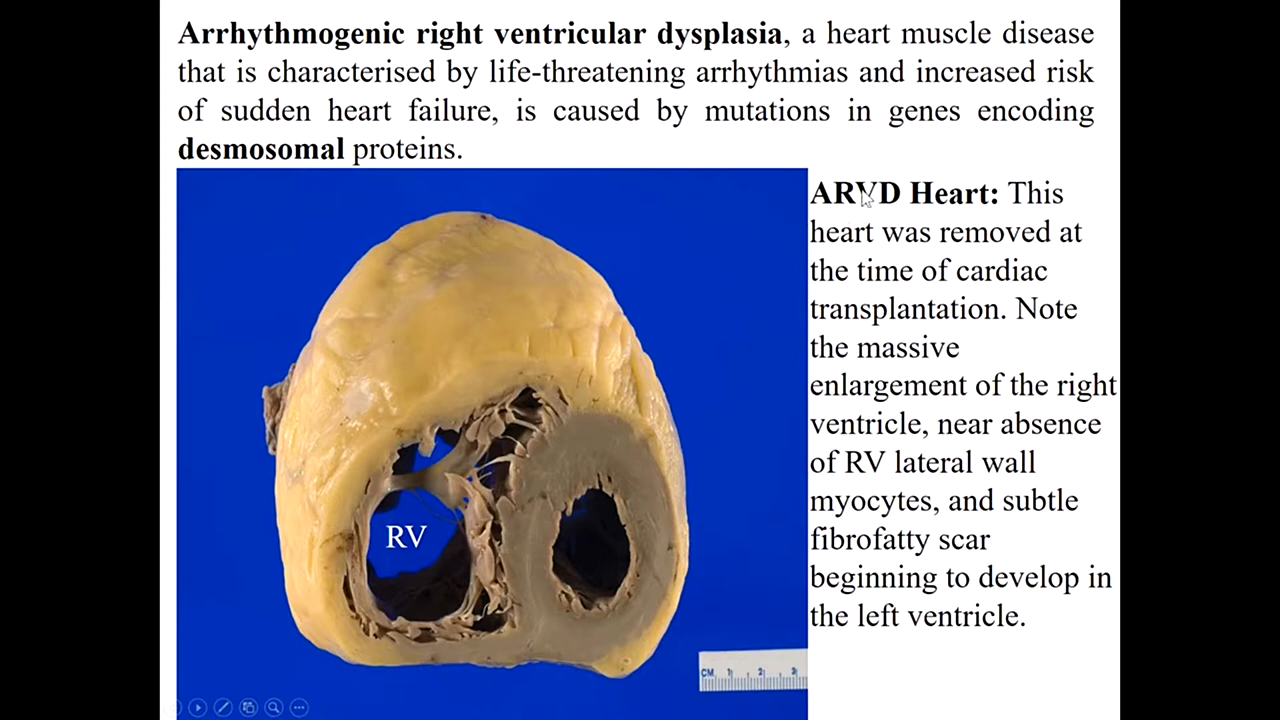 Arrhythmogenic right ventricular dysplasia, a heart muscle disease
that is characterised by life-threatening arrhythmias and increased risk
of sudden heart failure, is caused by mutations in genes encoding
desmosomal proteins.
ARVD Heart: This
heart was removed at
the time of cardiac
transplantation. Note
the massive
enlargement of the right
ventricle, near absence
of RV lateral wall
myocytes, and subtle
fibrofatty scar
beginning to develop in
the left ventricle.
RV
CM 1 2 3